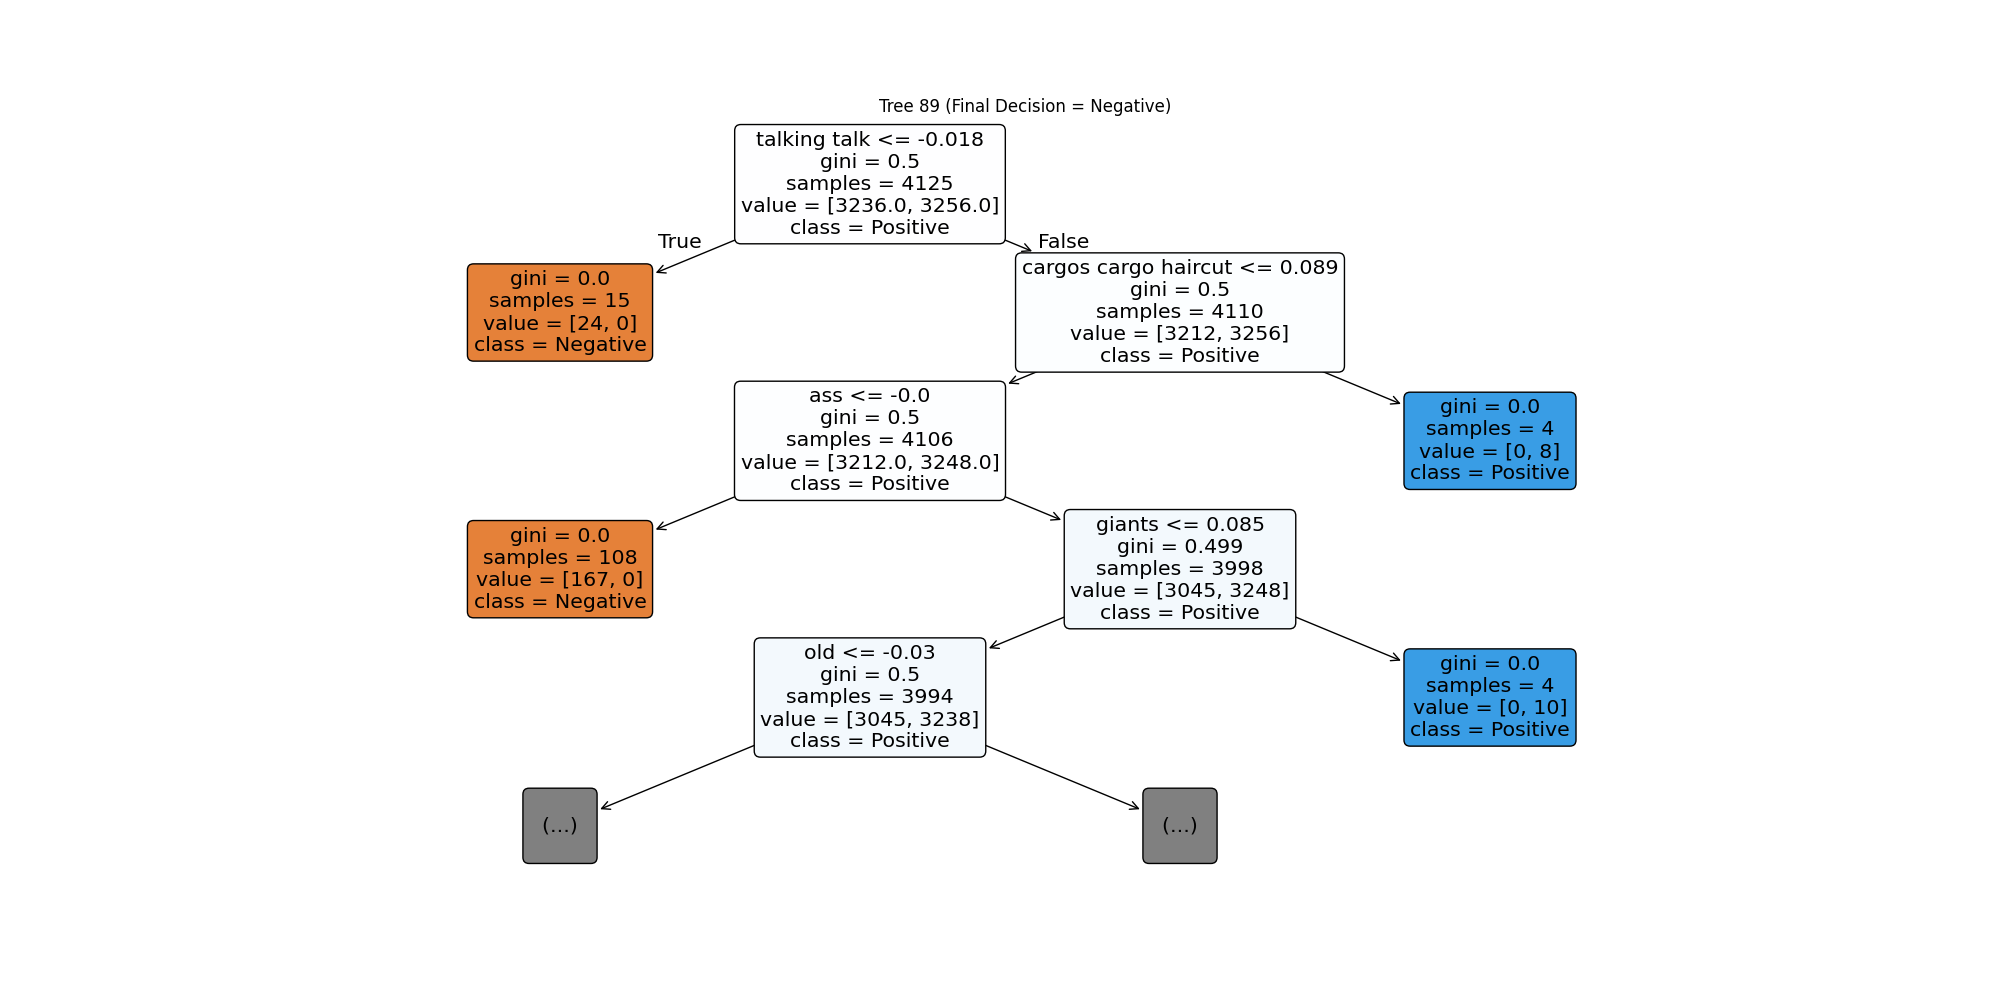 Tree 89 (Final Decision = Negative)
talking talk <= -0.018
gini = 0.5
samples = 4125
value = [3236.0, 3256.0]
class = Positive
True
False
gini = 0.0
samples = 15
value = [24, 0]
class = Negative
cargos cargo haircut <= 0.089
gini = 0.5
samples = 4110
value = [3212, 3256]
class = Positive
ass <= -0.0
gini = 0.5
samples = 4106
value = [3212.0, 3248.0]
class = Positive
gini = 0.0
samples = 4
value = [0, 8]
class = Positive
gini = 0.0
samples = 108
value = [167, 0]
class = Negative
giants <= 0.085
gini = 0.499
samples = 3998
value = [3045, 3248]
class = Positive
old <= -0.03
gini = 0.5
samples = 3994
value = [3045, 3238]
class = Positive
gini = 0.0
samples = 4
value = [0, 10]
class = Positive
(...)
(...)